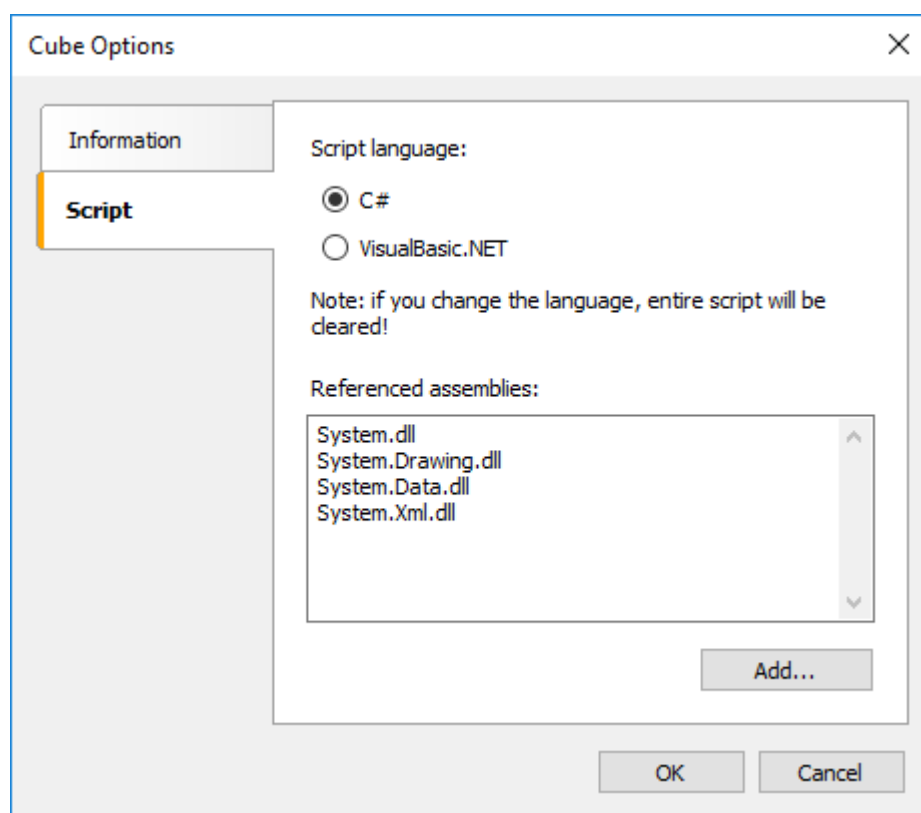 Cube Options
Information
Script
Script language:
C#
VisualBasic.NET
Note: if you change the language, entire script will be
cleared!
Referenced assemblies:
System.dll
System.Drawing.dll
System.Data.dll
System.Xml.dll
Add...
OK
Cancel